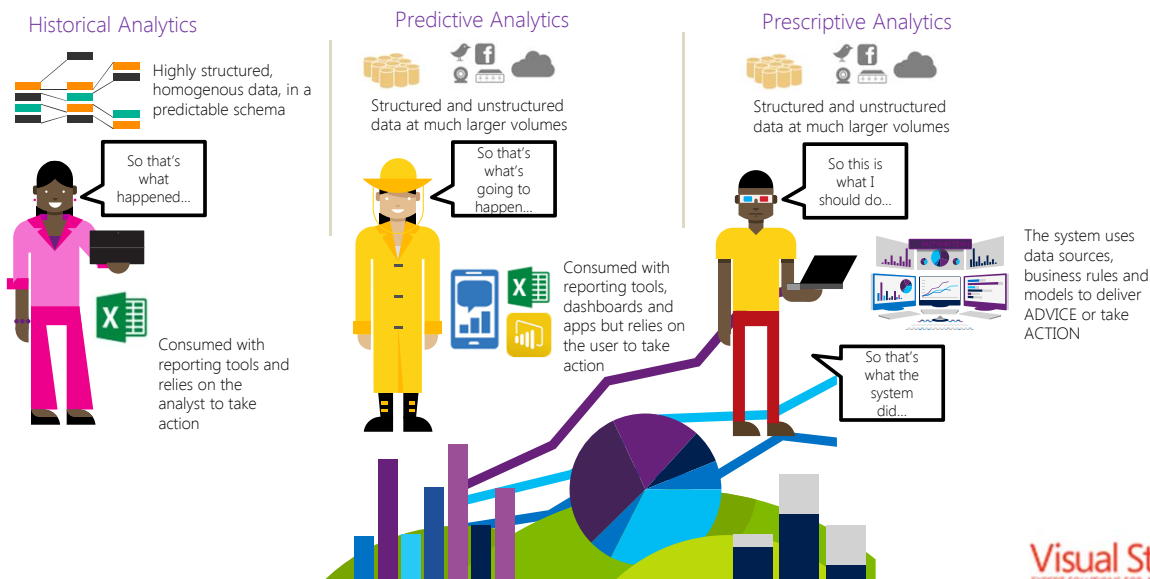 Historical Analytics
Highly structured,
homogenous data, in a
predictable schema
So that's
what
happened...
Consumed with
reporting tools and
relies on the
analyst to take
action
Predictive Analytics
Structured and unstructured
data at much larger volumes
So that's
what's
going to
happen...
Consumed with
reporting tools,
dashboards and
apps but relies on
the user to take
action
Prescriptive Analytics
Structured and unstructured
data at much larger volumes
So this is
what I
should do...
The system uses
data sources,
business rules and
models to deliver
ADVICE or take
ACTION
So that's
what the
system
did...
Visual St